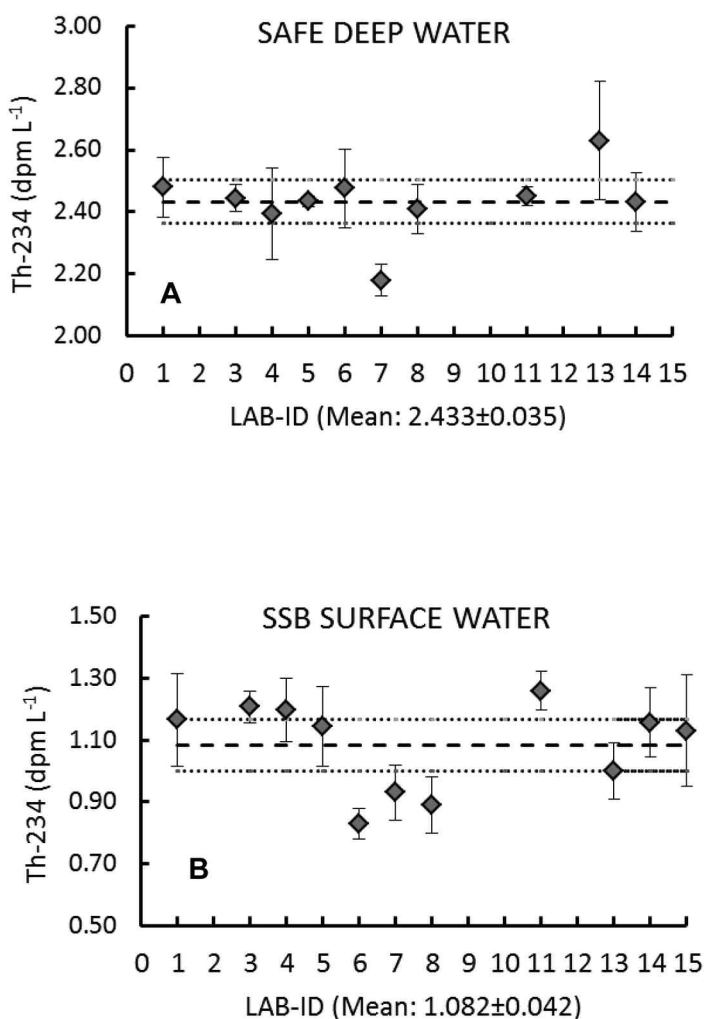 SAFE DEEP WATER
3.00
2.80
2.60
2.40
2.20
2.00
Th-234 (dpm L-1)
A
0 1 2 3 4 5 6 7 8 9 10 11 12 13 14 15
LAB-ID (Mean: 2.433±0.035)
SSB SURFACE WATER
1.50
1.30
1.10
0.90
0.70
0.50
Th-234 (dpm L-1)
B
0 1 2 3 4 5 6 7 8 9 10 11 12 13 14 15
LAB-ID (Mean: 1.082±0.042)